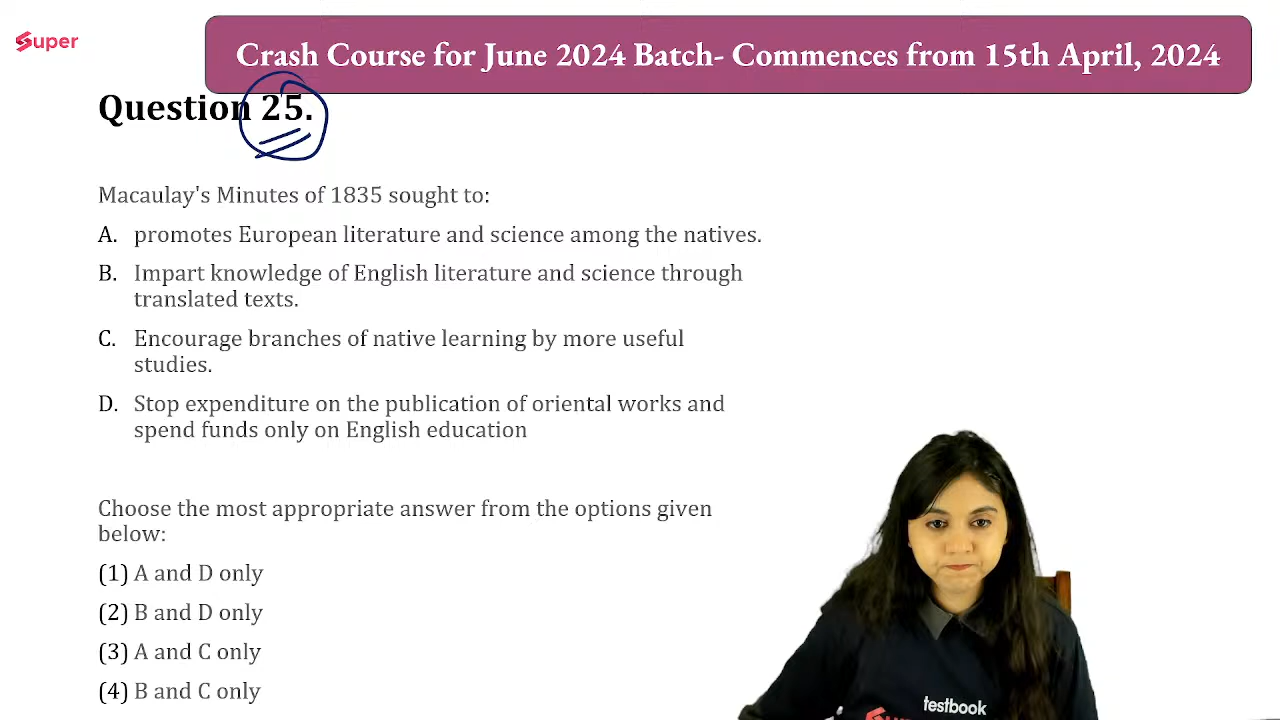 Super
Crash Course for June 2024 Batch- Commences from 15th April, 2024
Question 25.
Macaulay's Minutes of 1835 sought to:
A. promotes European literature and science among the natives.
B. Impart knowledge of English literature and science through
translated texts.
C. Encourage branches of native learning by more useful
studies.
D. Stop expenditure on the publication of oriental works and
spend funds only on English education
Choose the most appropriate answer from the options given
below:
(1) A and D only
(2) B and D only
(3) A and C only
(4) B and C only
testbook